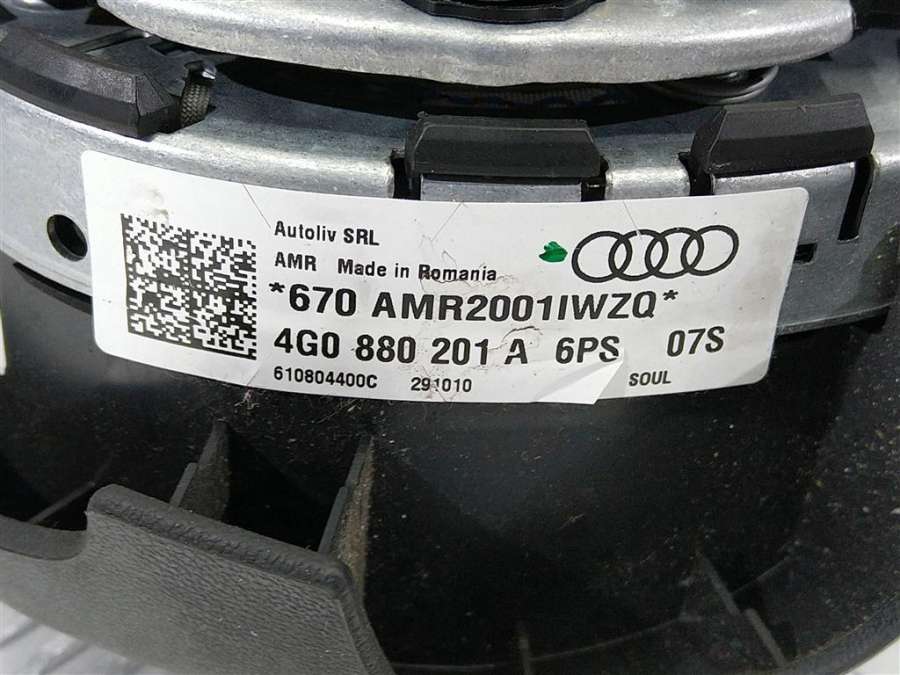 Autoliv SRL
AMR Made in Romania
*670 AMR2001IWZQ*
4G0 880 201 A 6PS 07S
610804400C 291010 SOUL